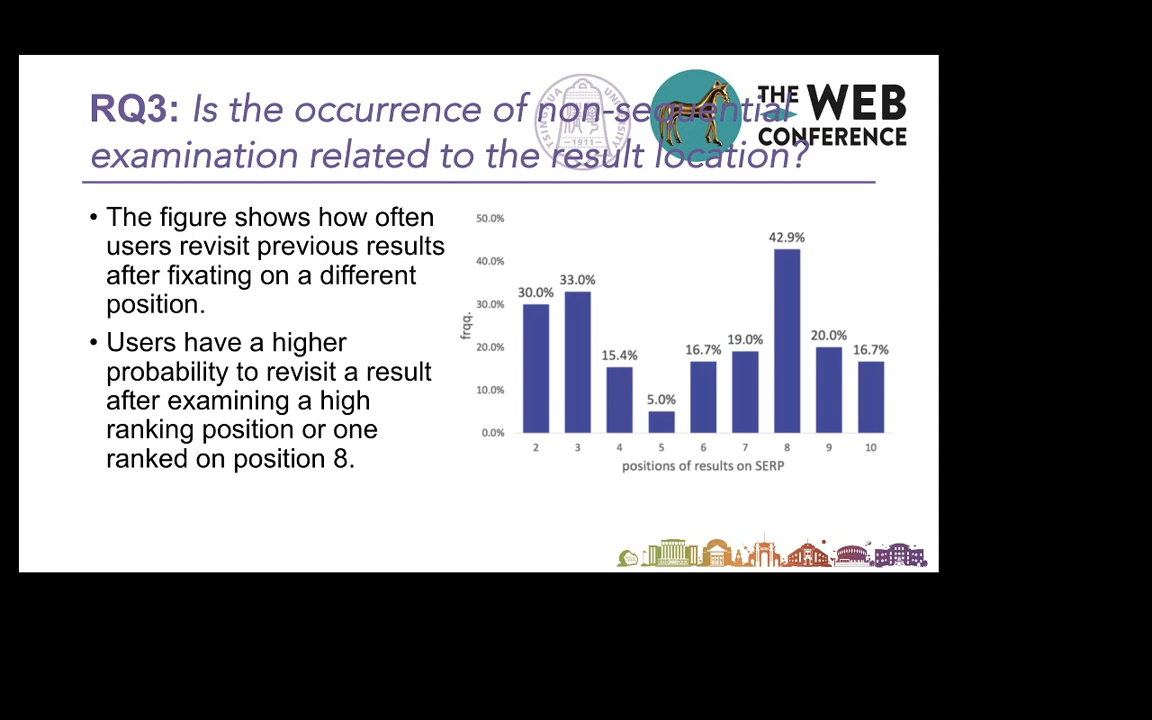 RQ3: Is the occurrence of non-sequential
examination related to the result location?
TSINGHUA UNIVERSITY
1911
THE WEB
CONFERENCE
• The figure shows how often
users revisit previous results
after fixating on a different
position.
• Users have a higher
probability to revisit a result
after examining a high
ranking position or one
ranked on position 8.
50.0%
40.0%
30.0%
20.0%
10.0%
0.0%
frqq.
30.0%
33.0%
15.4%
5.0%
16.7%
19.0%
42.9%
20.0%
16.7%
2 3 4 5 6 7 8 9 10
positions of results on SERP